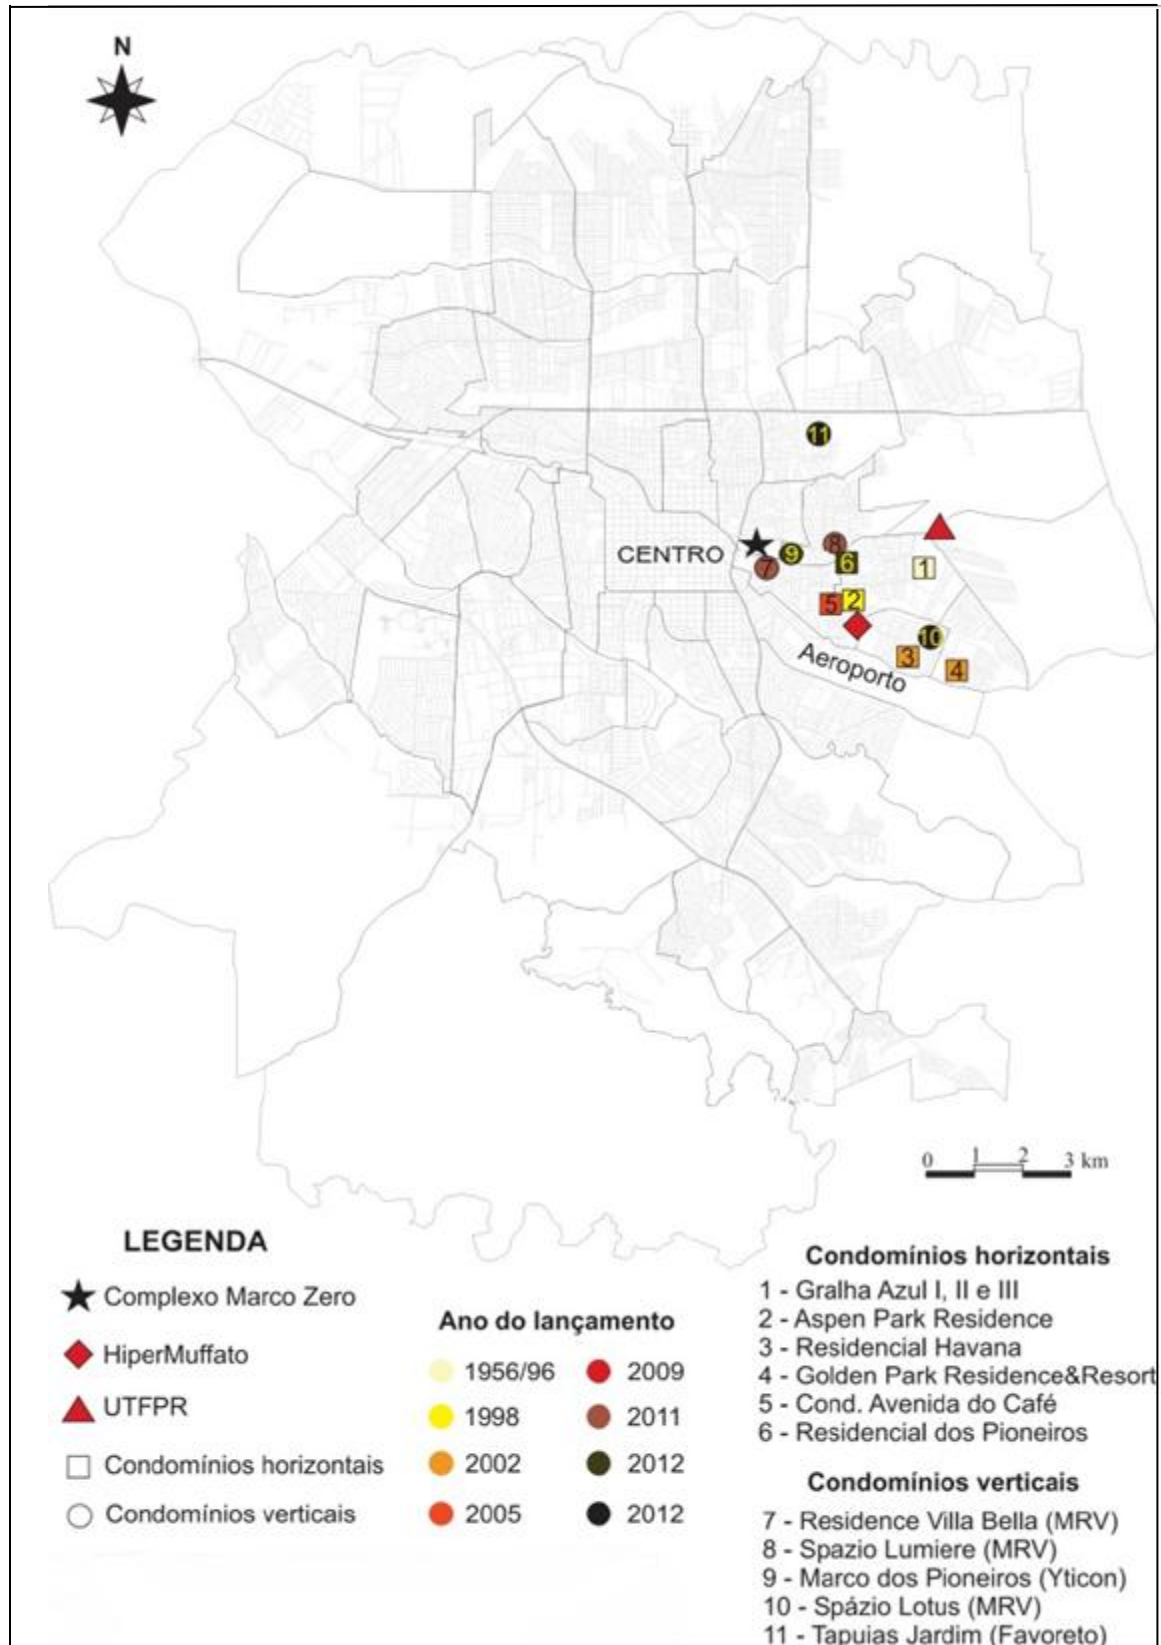 N
11
CENTRO
9
8
7
6
1
5
2
10
3
4
Aeroporto
0 1 2 3 km
LEGENDA
Complexo Marco Zero
HiperMuffato
UTFPR
Condomínios horizontais
Condomínios verticais
Ano do lançamento
1956/96
1998
2002
2005
2009
2011
2012
2012
Condomínios horizontais
1 - Gralha Azul I, II e III
2 - Aspen Park Residence
3 - Residencial Havana
4 - Golden Park Residence&Resort
5 - Cond. Avenida do Café
6 - Residencial dos Pioneiros
Condomínios verticais
7 - Residence Villa Bella (MRV)
8 - Spazio Lumiere (MRV)
9 - Marco dos Pioneiros (Yticon)
10 - Spázio Lotus (MRV)
11 - Tapuias Jardim (Favoreto)